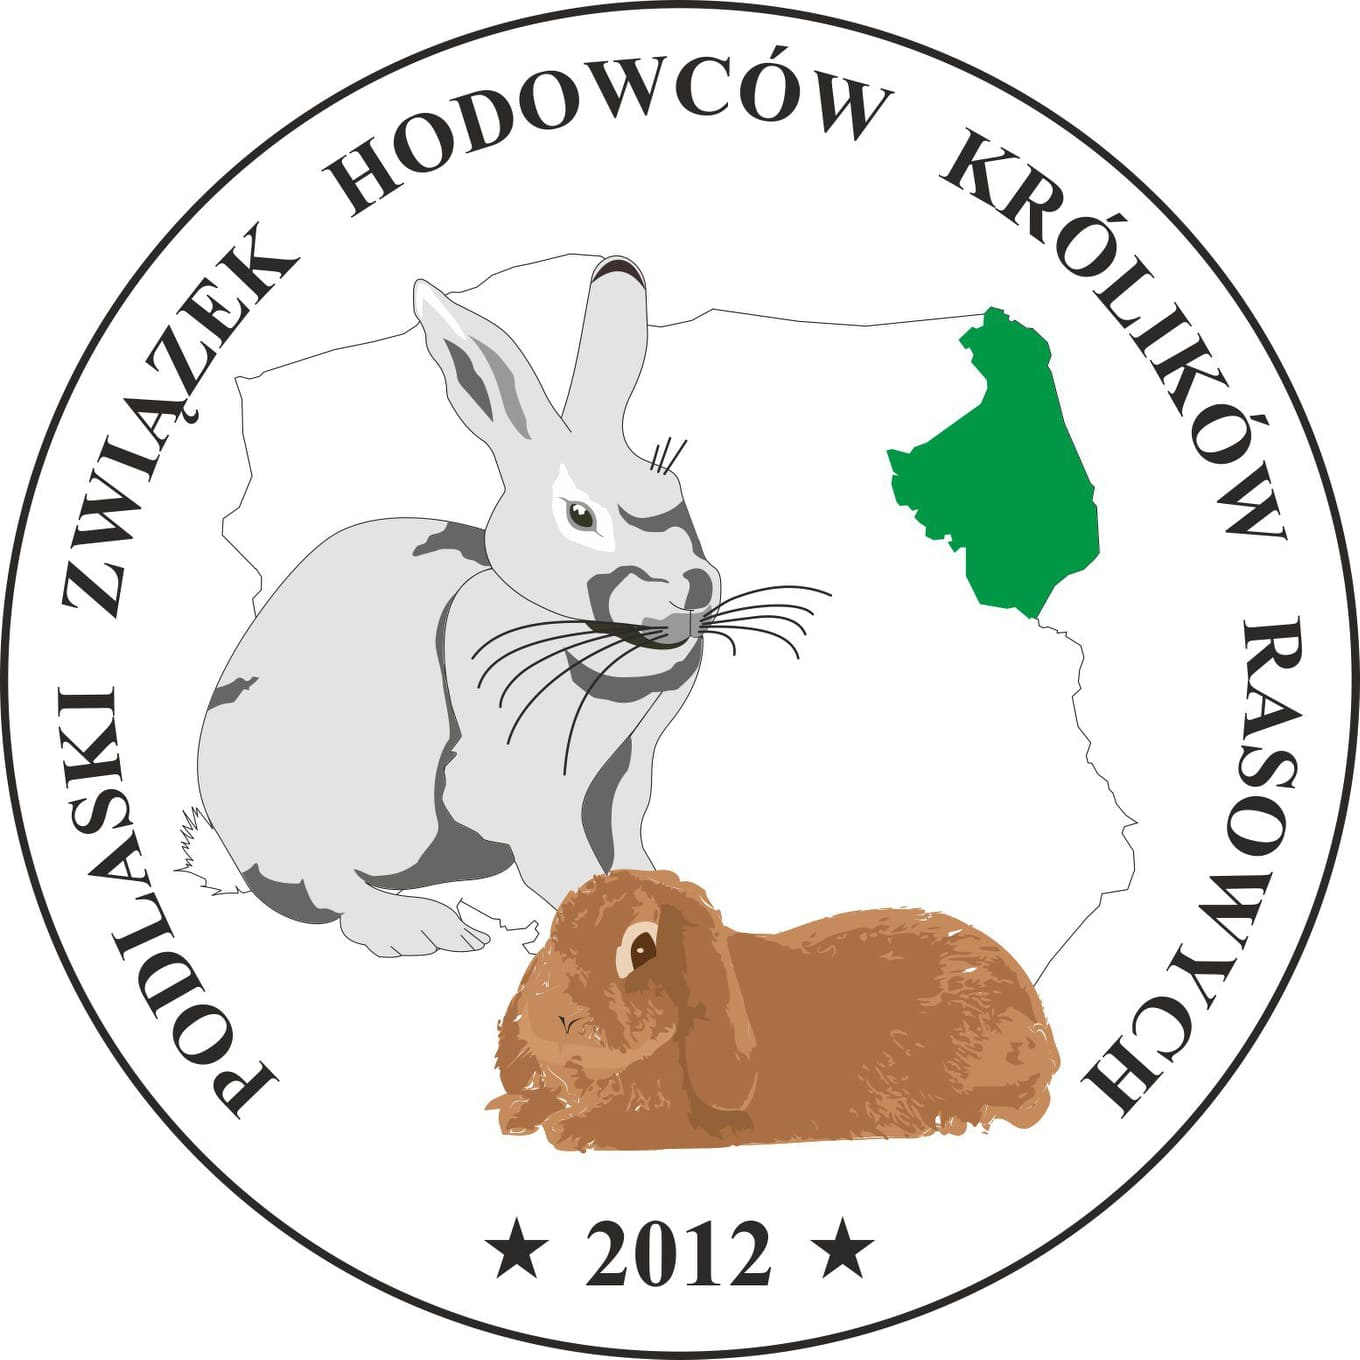 PODLASKI ZWIĄZEK HODOWCÓW KRÓLIKÓW RASOWYCH
★ 2012 ★